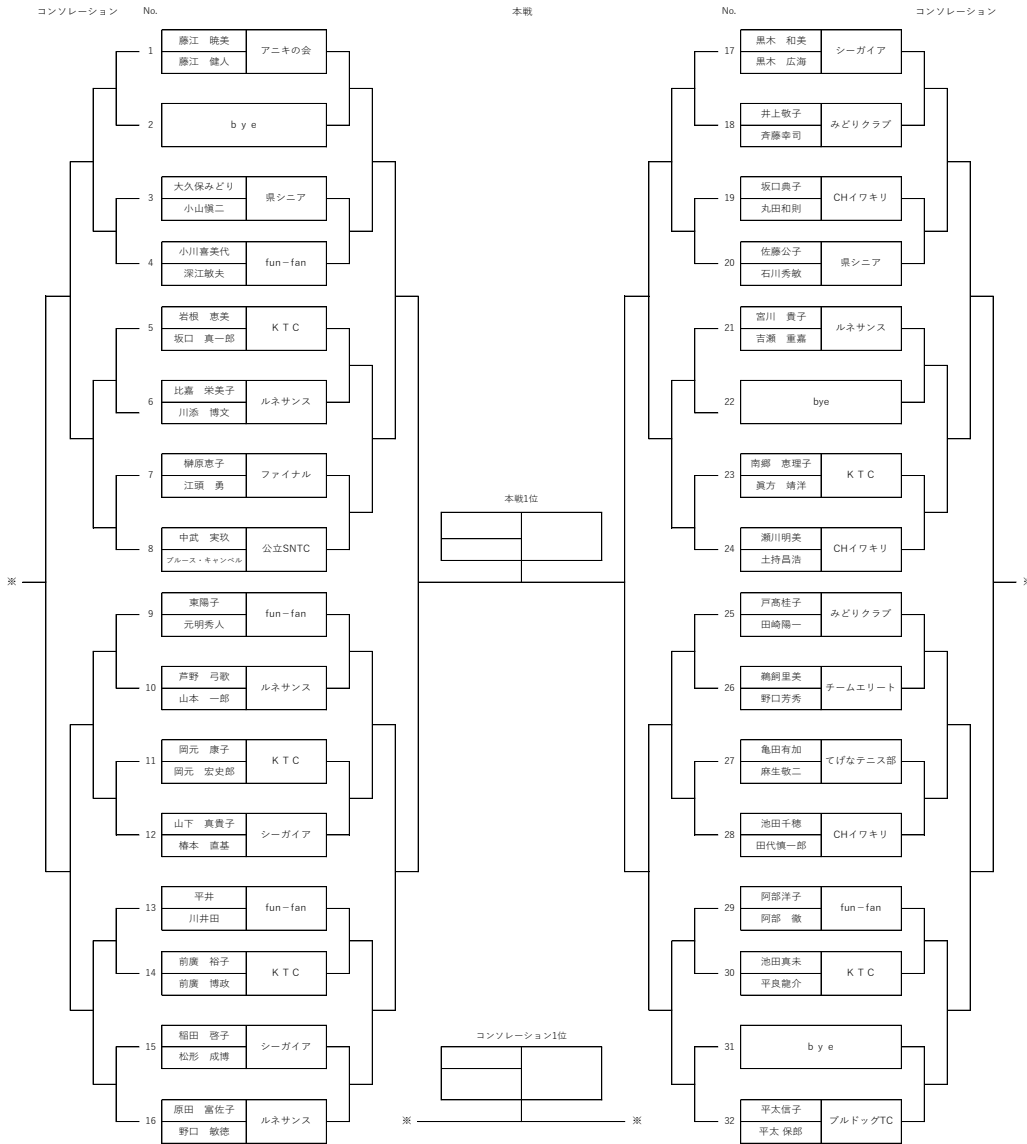 コンソレーション No. 本戦 No. コンソレーション
1 藤江　暁美 アニキの会
藤江　健人
2 ｂｙｅ
3 大久保みどり 県シニア
小山愼二
4 小川喜美代 fun−fan
深江敏夫
5 岩根　恵美 ＫＴＣ
坂口　真一郎
6 比嘉　栄美子 ルネサンス
川添　博文
7 榊原恵子 ファイナル
江頭　勇
8 中武　実玖 公立SNTC
ブルース・キャンベル
※
9 東陽子 fun−fan
元明秀人
10 芦野　弓歌 ルネサンス
山本　一郎
11 岡元　康子 ＫＴＣ
岡元　宏史郎
12 山下　真貴子 シーガイア
椿本　直基
13 平井 fun−fan
川井田
14 前廣　裕子 ＫＴＣ
前廣　博政
15 稲田　啓子 シーガイア
松形　成博
16 原田　富佐子 ルネサンス
野口　敏徳
本戦1位
コンソレーション1位
※ ※
17 黒木　和美 シーガイア
黒木　広海
18 井上敬子 みどりクラブ
斉藤幸司
19 坂口典子 CHイワキリ
丸田和則
20 佐藤公子 県シニア
石川秀敏
21 宮川　貴子 ルネサンス
吉瀬　重嘉
22 bye
23 南郷　恵理子 ＫＴＣ
眞方　靖洋
24 瀬川明美 CHイワキリ
土持昌浩
※
25 戸髙桂子 みどりクラブ
田崎陽一
26 鵜飼里美 チームエリート
野口芳秀
27 亀田有加 てげなテニス部
麻生敬二
28 池田千穂 CHイワキリ
田代慎一郎
29 阿部洋子 fun−fan
阿部　徹
30 池田真未 ＫＴＣ
平良龍介
31 ｂｙｅ
32 平太信子 ブルドッグTC
平太 保郎